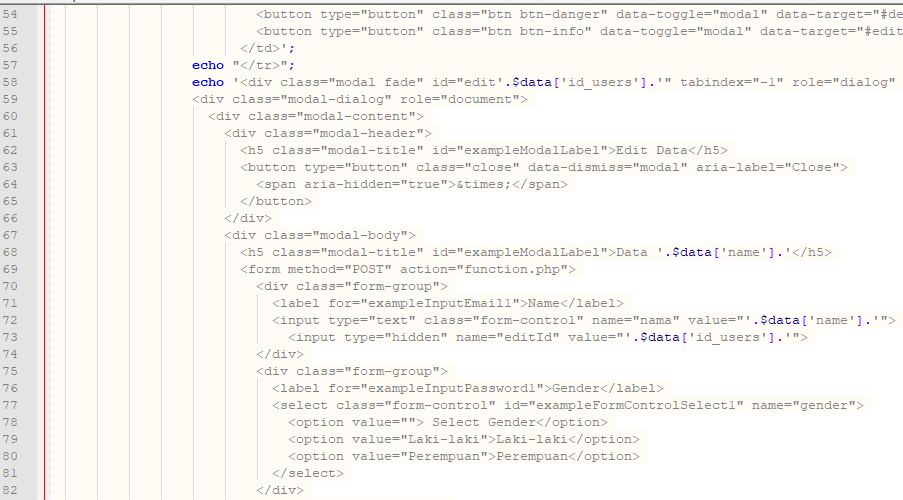 54 <button type="button" class="btn btn-danger" data-toggle="modal" data-target="#de
55 <button type="button" class="btn btn-info" data-toggle="modal" data-target="#edit
56 </td>';
57 echo "</tr>";
58 echo '<div class="modal fade" id="edit'.$data['id_users'].'" tabindex="-1" role="dialog"
59 <div class="modal-dialog" role="document">
60 <div class="modal-content">
61 <div class="modal-header">
62 <h5 class="modal-title" id="exampleModalLabel">Edit Data</h5>
63 <button type="button" class="close" data-dismiss="modal" aria-label="Close">
64 <span aria-hidden="true">&times;</span>
65 </button>
66 </div>
67 <div class="modal-body">
68 <h5 class="modal-title" id="exampleModalLabel">Data '.$data['name'].'</h5>
69 <form method="POST" action="function.php">
70 <div class="form-group">
71 <label for="exampleInputEmail1">Name</label>
72 <input type="text" class="form-control" name="nama" value="'.$data['name'].'">
73 <input type="hidden" name="editId" value="'.$data['id_users'].'">
74 </div>
75 <div class="form-group">
76 <label for="exampleInputPassword1">Gender</label>
77 <select class="form-control" id="exampleFormControlSelect1" name="gender">
78 <option value=""> Select Gender</option>
79 <option value="Laki-laki">Laki-laki</option>
80 <option value="Perempuan">Perempuan</option>
81 </select>
82 </div>